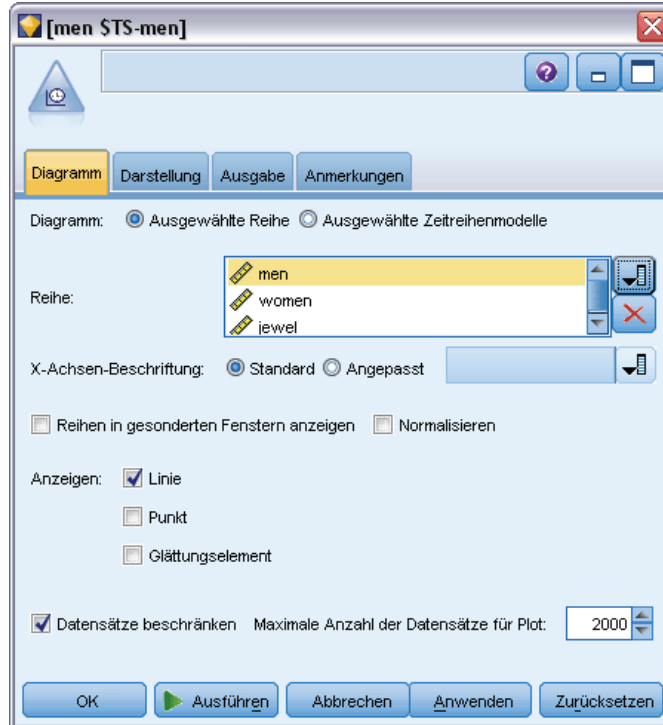 [men $TS-men]
Diagramm Darstellung Ausgabe Anmerkungen
Diagramm: Ausgewählte Reihe Ausgewählte Zeitreihenmodelle
Reihe:
men
women
jewel
X-Achsen-Beschriftung: Standard Angepasst
Reihen in gesonderten Fenstern anzeigen Normalisieren
Anzeigen: Linie
Punkt
Glättungselement
Datensätze beschränken Maximale Anzahl der Datensätze für Plot: 2000
OK Ausführen Abbrechen Anwenden Zurücksetzen